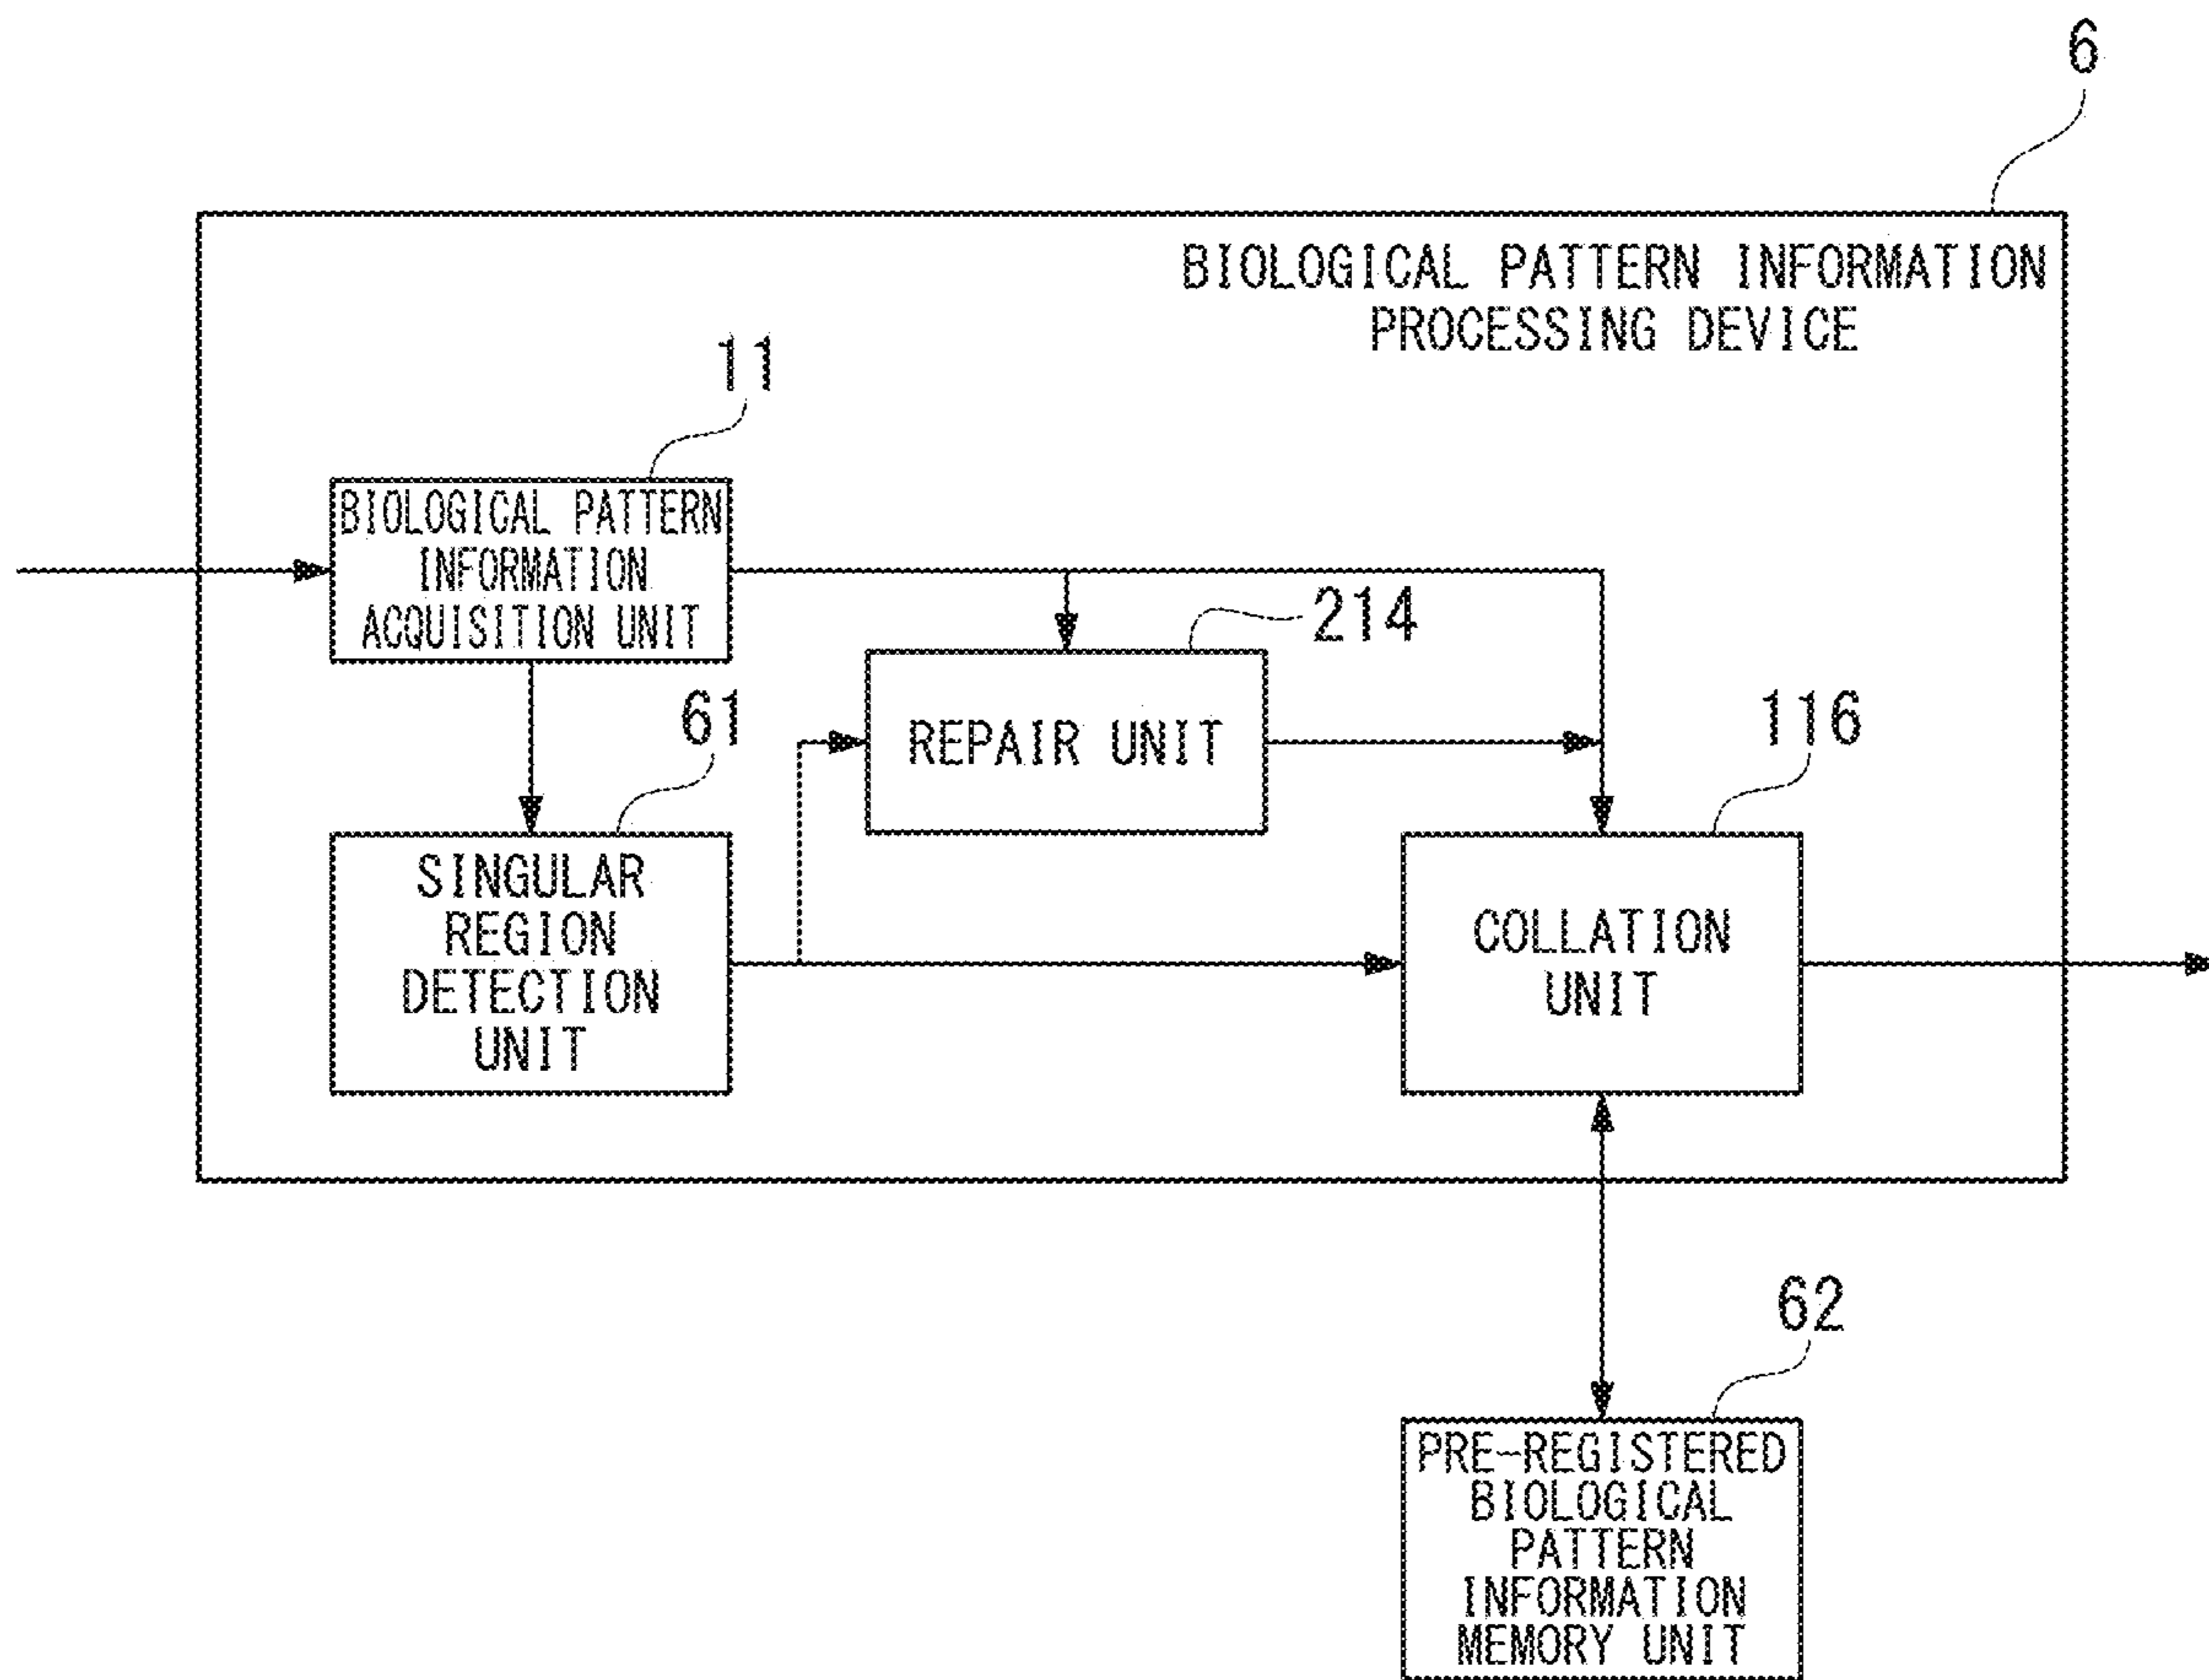 6
BIOLOGICAL PATTERN INFORMATION
PROCESSING DEVICE
11
BIOLOGICAL PATTERN
INFORMATION
ACQUISITION UNIT
214
REPAIR UNIT
61
SINGULAR
REGION
DETECTION
UNIT
116
COLLATION
UNIT
62
PRE-REGISTERED
BIOLOGICAL
PATTERN
INFORMATION
MEMORY UNIT